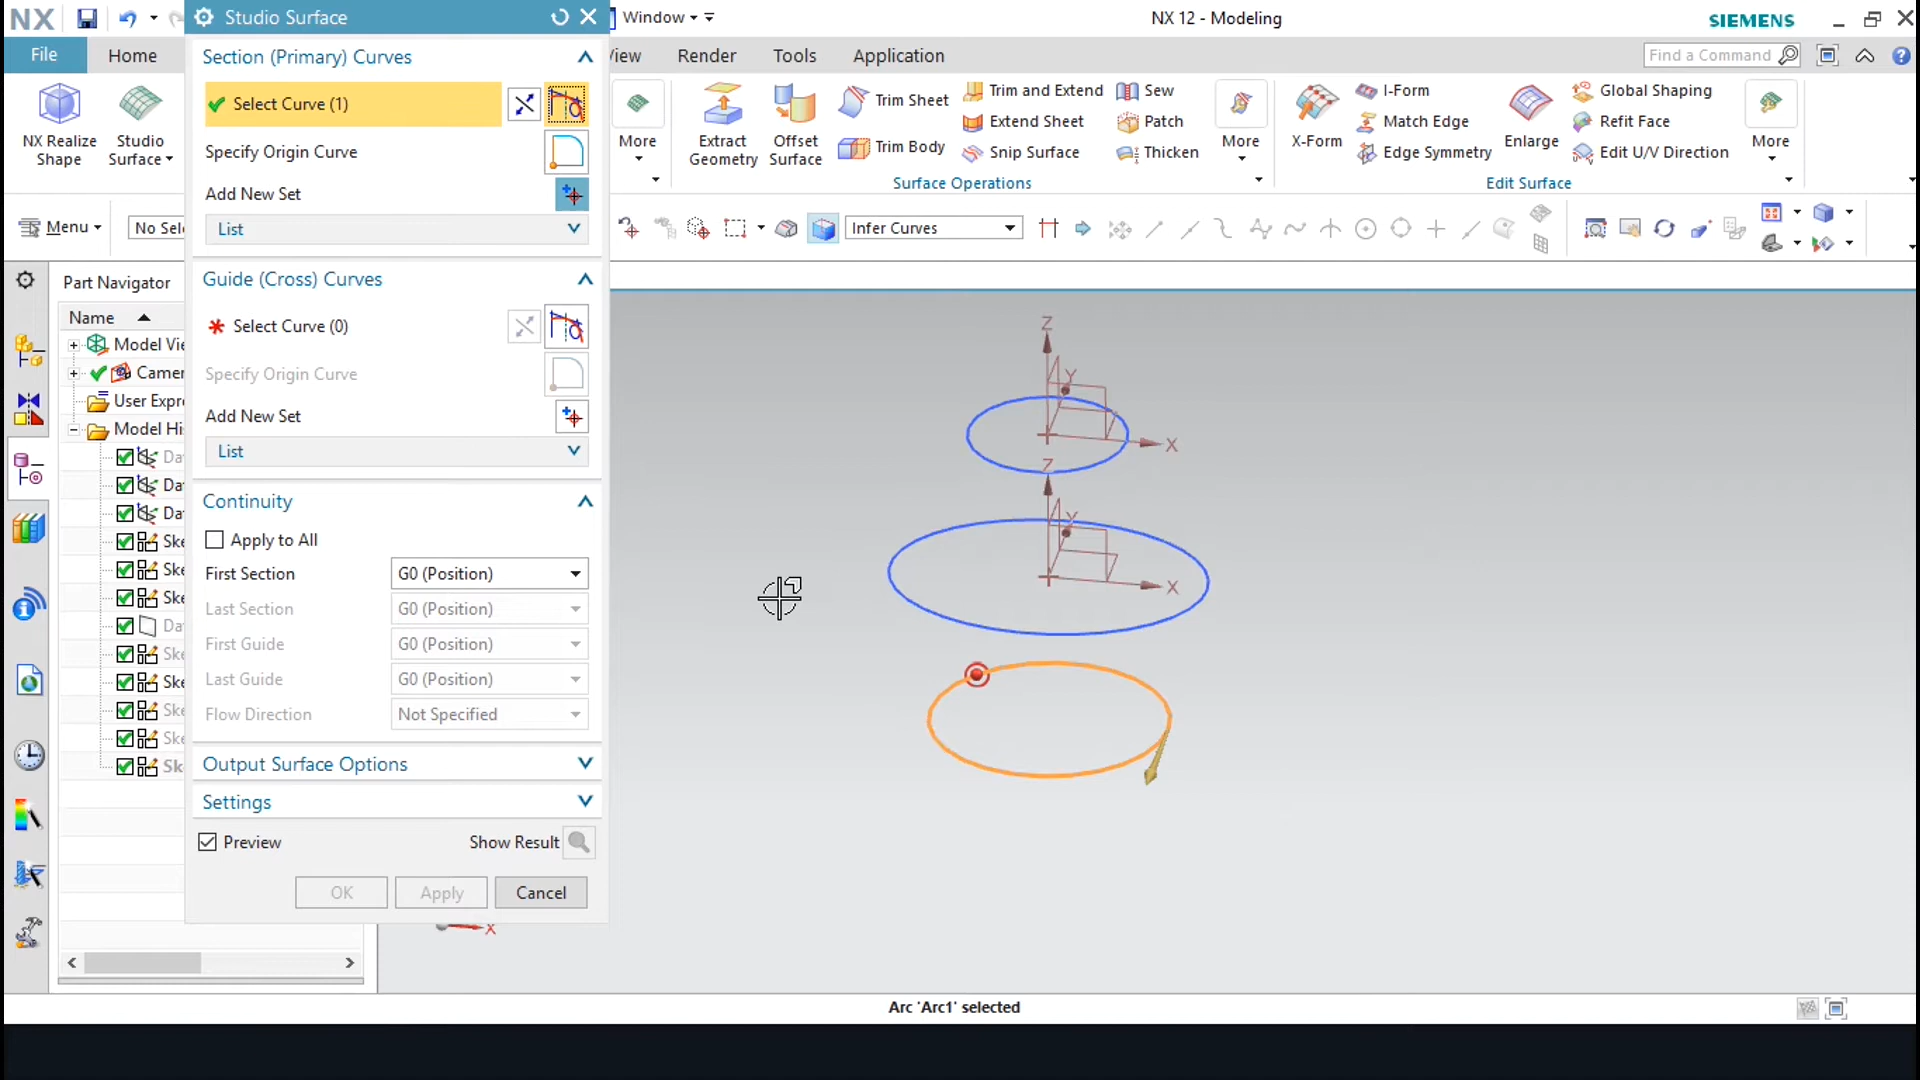 NX
Studio Surface
Window
NX 12 - Modeling
SIEMENS
File
Home
View
Render
Tools
Application
Find a Command
Section (Primary) Curves
Select Curve (1)
Specify Origin Curve
Add New Set
List
Guide (Cross) Curves
Select Curve (0)
Specify Origin Curve
Add New Set
List
Continuity
Apply to All
First Section G0 (Position)
Last Section G0 (Position)
First Guide G0 (Position)
Last Guide G0 (Position)
Flow Direction Not Specified
Output Surface Options
Settings
Preview
Show Result
OK
Apply
Cancel
NX Realize Shape
Studio Surface
More
Extract Geometry
Offset Surface
Trim Sheet
Trim Body
Trim and Extend
Extend Sheet
Snip Surface
Sew
Patch
Thicken
More
Surface Operations
X-Form
I-Form
Match Edge
Edge Symmetry
Enlarge
Global Shaping
Refit Face
Edit U/V Direction
More
Edit Surface
Menu
No Sel
Infer Curves
Part Navigator
Name
Model Vie
Camer
User Expre
Model Hi
Da
Da
Da
Ske
Ske
Ske
Da
Ske
Ske
Ske
Ske
Sk
Z
Y
X
Z
Y
X
X
Arc 'Arc1' selected